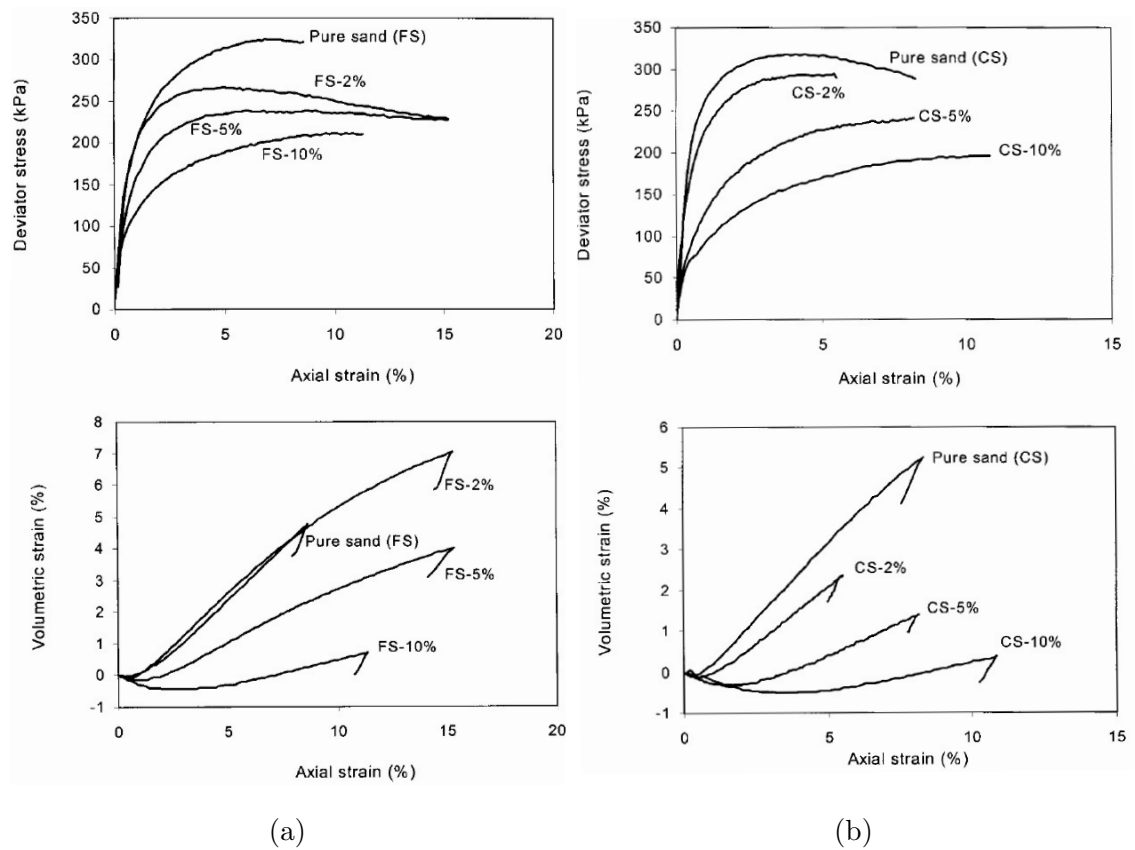 350
300
250
200
150
100
50
0
Deviator stress (kPa)
Pure sand (FS)
FS-2%
FS-5%
FS-10%
0 5 10 15 20
Axial strain (%)
350
300
250
200
150
100
50
0
Deviator stress (kPa)
Pure sand (CS)
CS-2%
CS-5%
CS-10%
0 5 10 15
Axial strain (%)
8
7
6
5
4
3
2
1
0
-1
Volumetric strain (%)
FS-2%
Pure sand (FS)
FS-5%
FS-10%
0 5 10 15 20
Axial strain (%)
6
5
4
3
2
1
0
-1
Volumetric strain (%)
Pure sand (CS)
CS-2%
CS-5%
CS-10%
0 5 10 15
Axial strain (%)
(a)
(b)